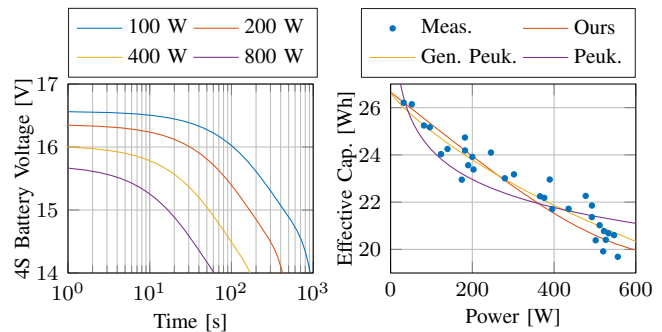 100 W 200 W
400 W 800 W
17
16
15
14
4S Battery Voltage [V]
10^0 10^1 10^2 10^3
Time [s]
Meas. Ours
Gen. Peuk. Peuk.
26
24
22
20
Effective Cap. [Wh]
0 200 400 600
Power [W]